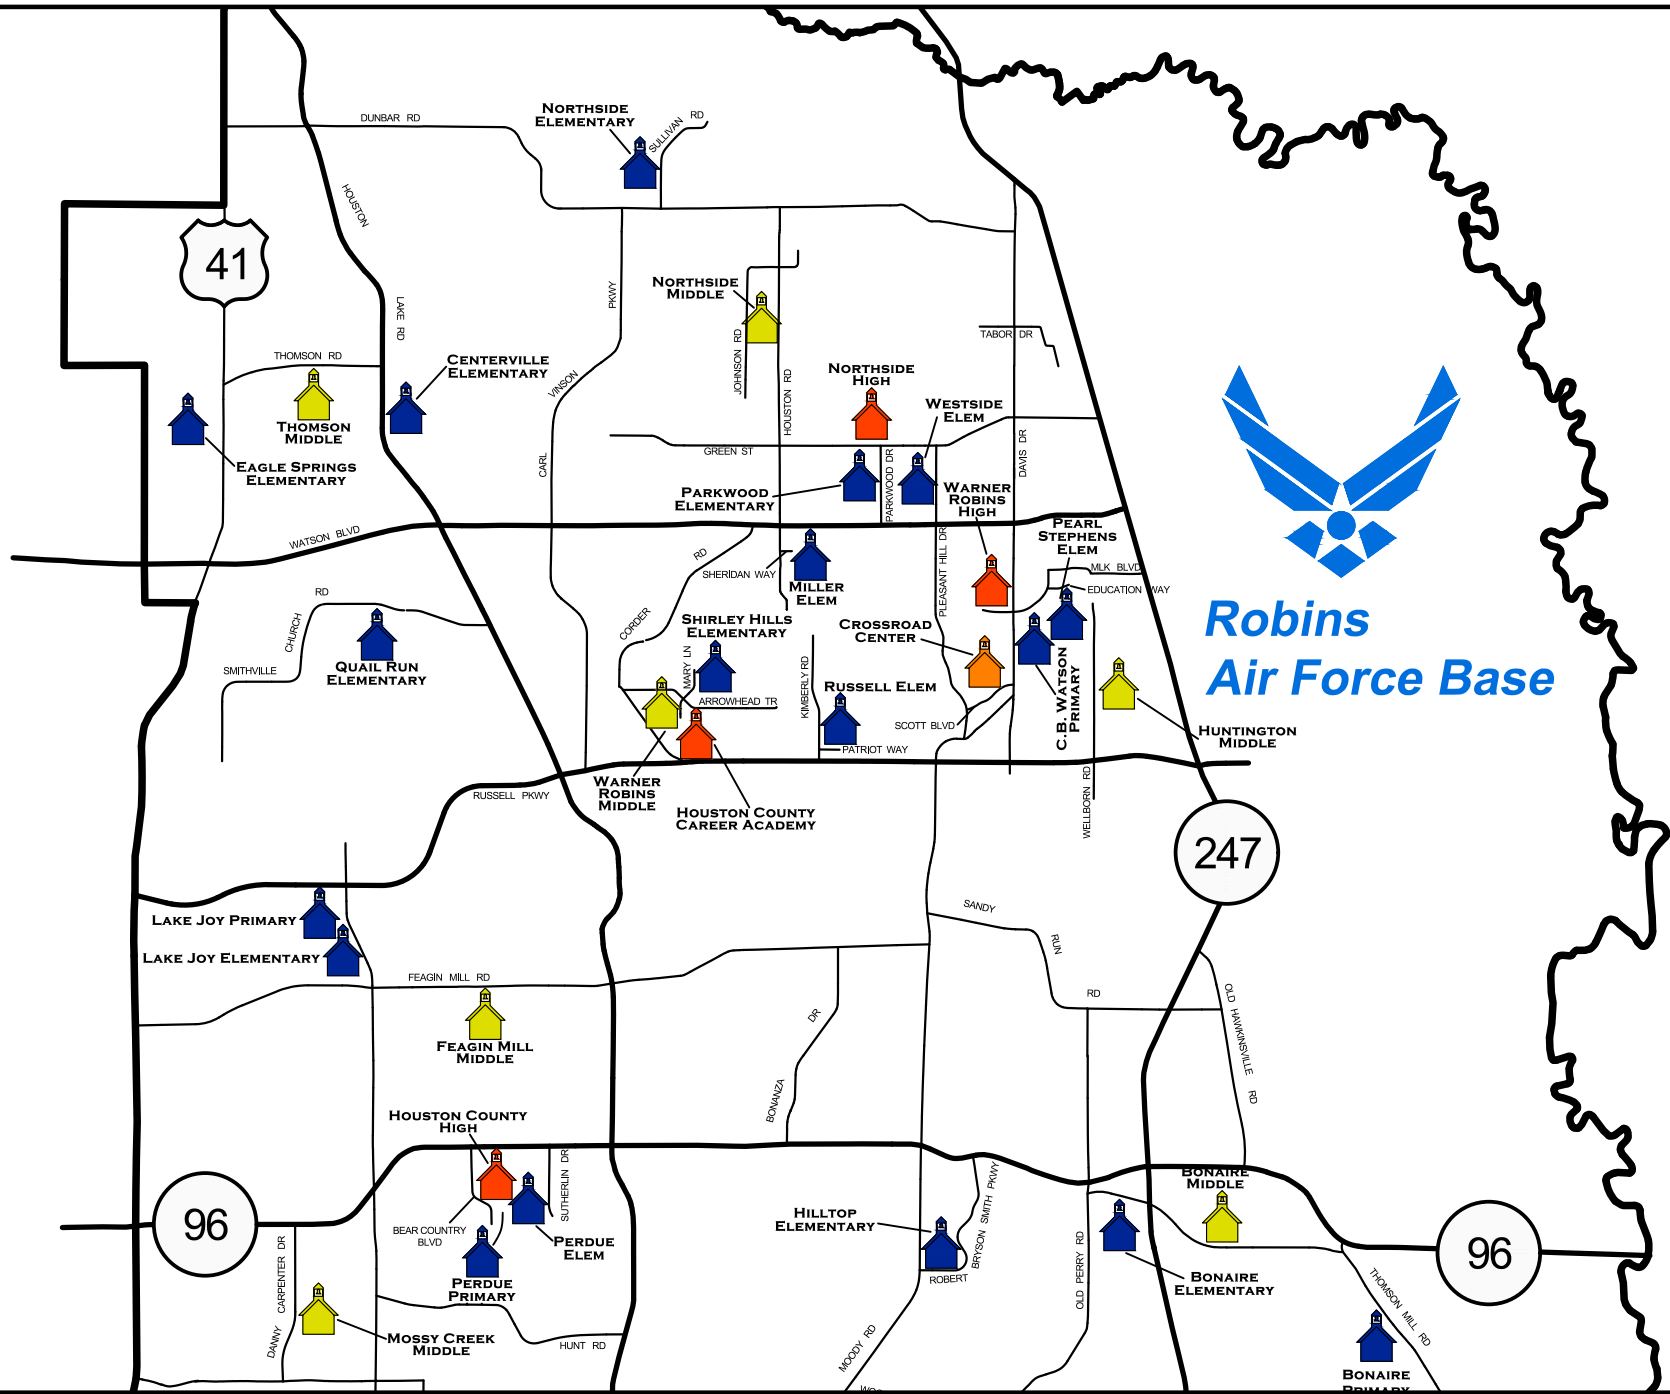 NORTHSIDE
ELEMENTARY
DUNBAR RD
SULLIVAN RD
HOUSTON
LAKE RD
41
PKWY
NORTHSIDE
MIDDLE
JOHNSON RD
HOUSTON RD
TABOR DR
THOMSON RD
CENTERVILLE
ELEMENTARY
VINSON
CARL
NORTHSIDE
HIGH
WESTSIDE
ELEM
THOMSON
MIDDLE
EAGLE SPRINGS
ELEMENTARY
GREEN ST
PARKWOOD DR
DAVIS DR
PARKWOOD
ELEMENTARY
WARNER
ROBINS
HIGH
WATSON BLVD
PEARL
STEPHENS
ELEM
PLEASANT HILL DR
RD
SHERIDAN WAY
MILLER
ELEM
MLK BLVD
EDUCATION WAY
RD
CHURCH
SMITHVILLE
QUAIL RUN
ELEMENTARY
CORDER
SHIRLEY HILLS
ELEMENTARY
MARY LN
ARROWHEAD TR
CROSSROAD
CENTER
KIMBERLY RD
RUSSELL ELEM
SCOTT BLVD
PATRIOT WAY
C.B. WATSON
PRIMARY
Robins
Air Force Base
HUNTINGTON
MIDDLE
WELLBORN RD
RUSSELL PKWY
WARNER
ROBINS
MIDDLE
HOUSTON COUNTY
CAREER ACADEMY
247
LAKE JOY PRIMARY
LAKE JOY ELEMENTARY
SANDY
RUN
RD
FEAGIN MILL RD
FEAGIN MILL
MIDDLE
DR
BONANZA
OLD HAWKINSVILLE RD
HOUSTON COUNTY
HIGH
SUTHERLIN DR
BEAR COUNTRY
BLVD
PERDUE
ELEM
PERDUE
PRIMARY
96
DANNY CARPENTER DR
MOSSY CREEK
MIDDLE
HUNT RD
HILLTOP
ELEMENTARY
ROBERT
BRYSON SMITH PKWY
MOODY RD
OLD PERRY RD
BONAIRE
MIDDLE
BONAIRE
ELEMENTARY
96
THOMSON MILL RD
BONAIRE
PRIMARY